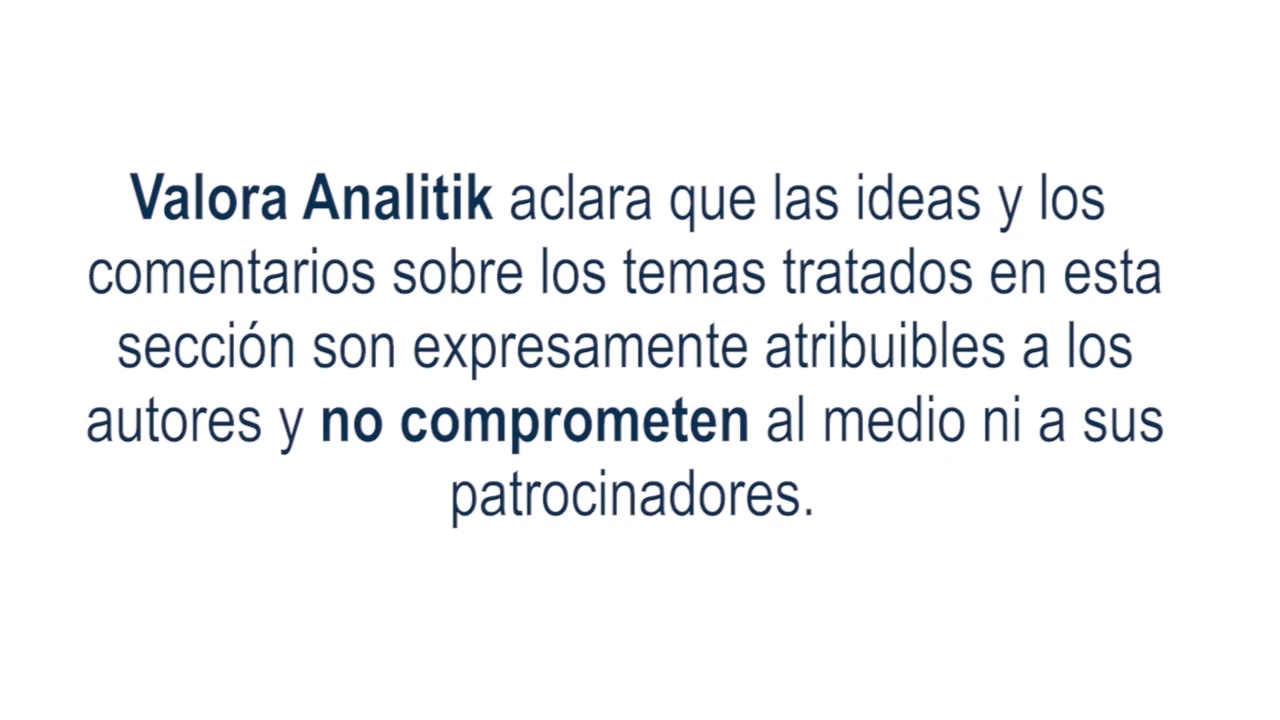 Valora Analitik aclara que las ideas y los
comentarios sobre los temas tratados en esta
sección son expresamente atribuibles a los
autores y no comprometen al medio ni a sus
patrocinadores.